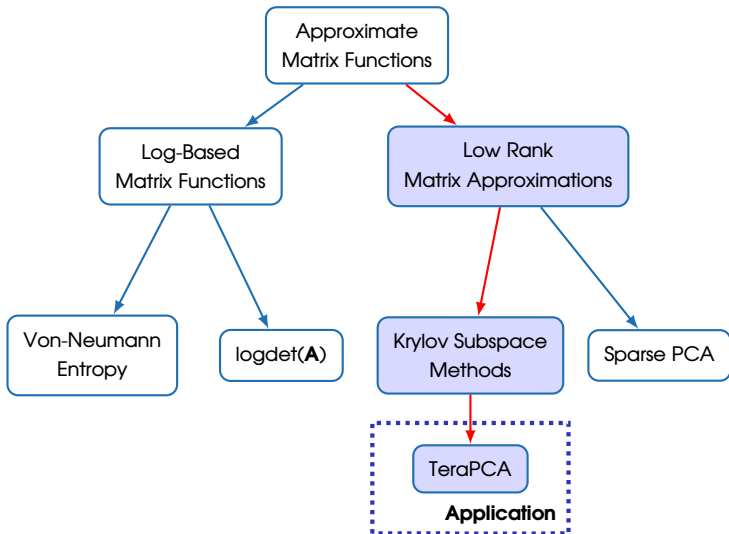 Approximate
Matrix Functions
Log-Based
Matrix Functions
Low Rank
Matrix Approximations
Von-Neumann
Entropy
logdet(A)
Krylov Subspace
Methods
Sparse PCA
TeraPCA
Application